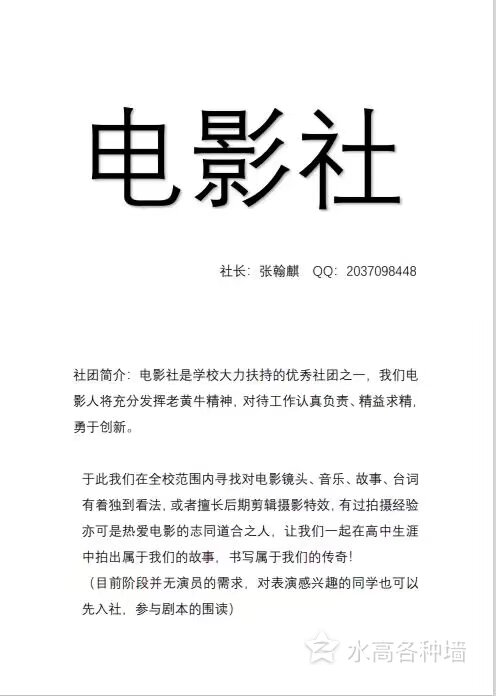 电影社
社长：张翰麒 QQ：2037098448
社团简介：电影社是学校大力扶持的优秀社团之一，我们电
影人将充分发挥老黄牛精神，对待工作认真负责、精益求精，
勇于创新。
于此我们在全校范围内寻找对电影镜头、音乐、故事、台词
有着独到看法，或者擅长后期剪辑摄影特效，有过拍摄经验
亦可是热爱电影的志同道合之人，让我们一起在高中生涯
中拍出属于我们的故事，书写属于我们的传奇！
（目前阶段并无演员的需求，对表演感兴趣的同学也可以
先入社，参与剧本的围读）
水高各种墙